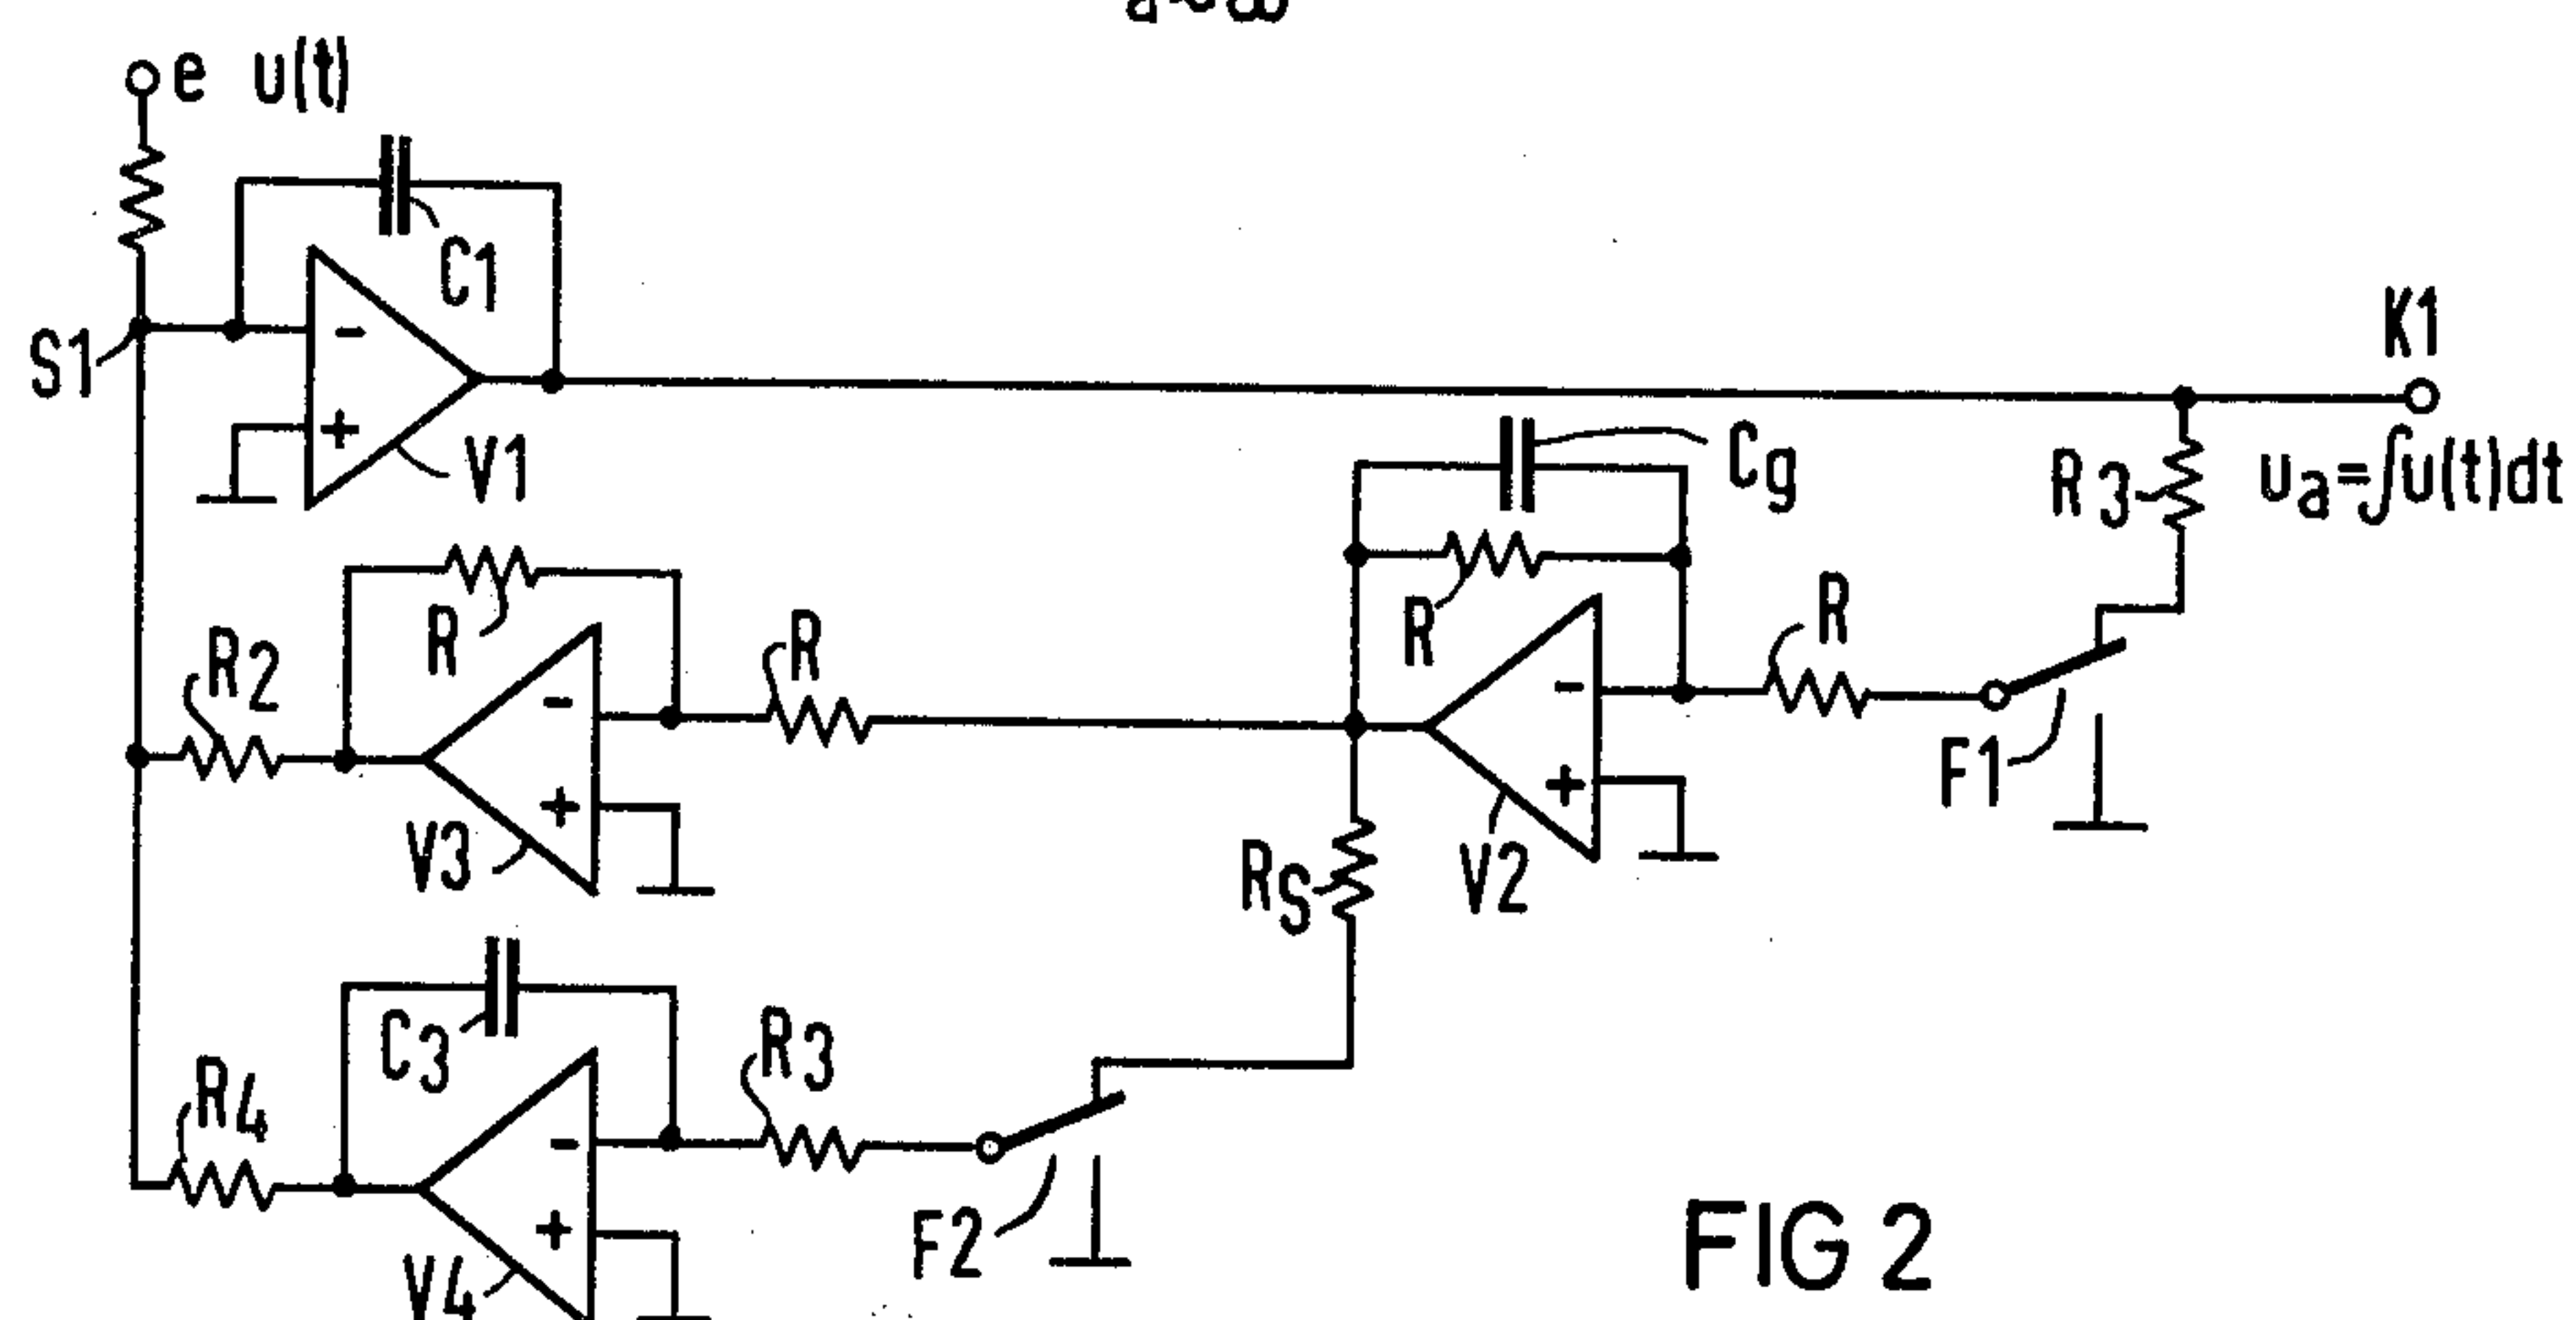 e u(t)
C1
S1
-
+
V1
K1
Cg
R3
ua=∫u(t)dt
R
R
R
R
R2
-
+
V3
-
+
V2
F1
RS
C3
R3
R4
-
+
V4
F2
FIG 2